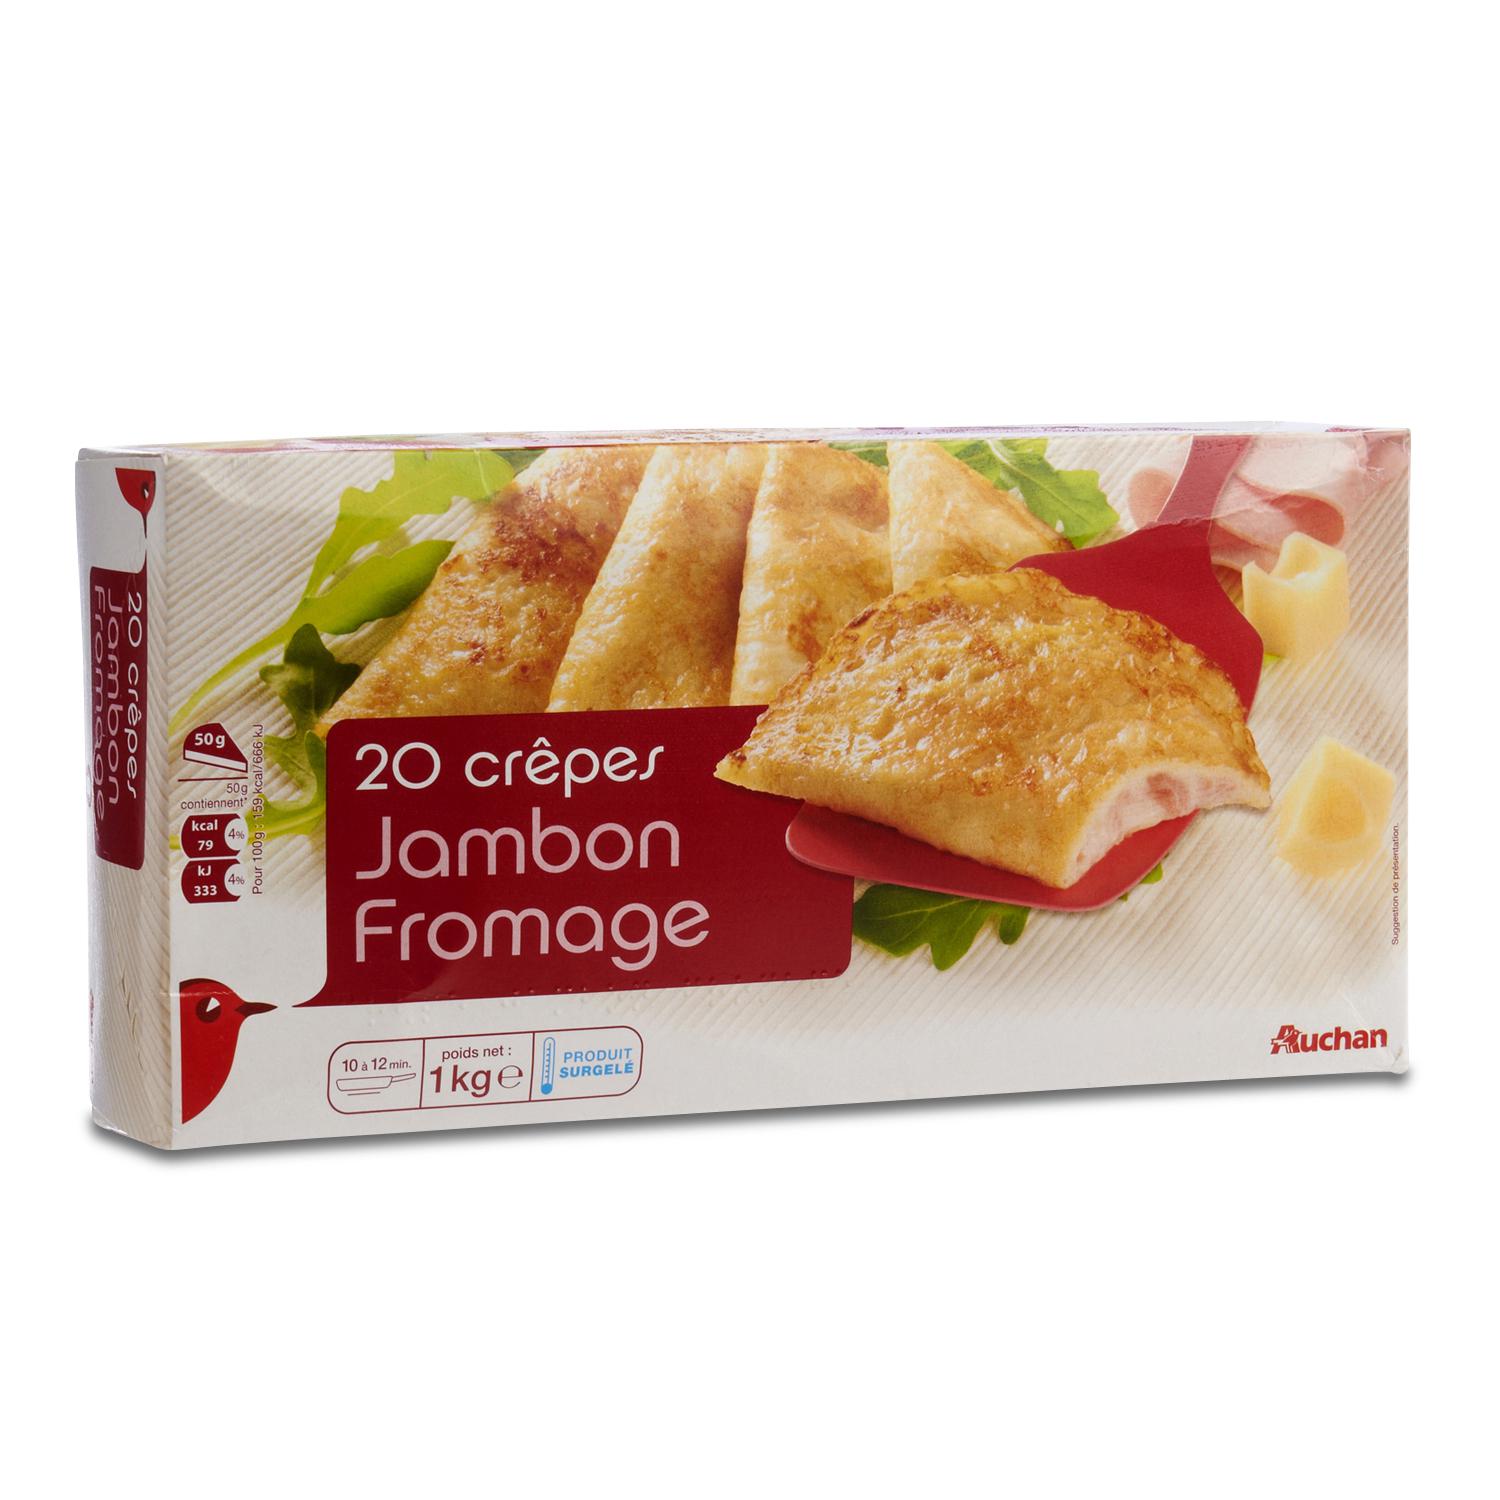 20 crêpes
Jambon
Fromage
50g
50g
contiennent*
kcal
79
4%
kJ
333
4%
Pour 100g : 159 kcal/666 kJ
20 crêpes
Jambon
Fromage
10 à 12 min.
poids net :
1kg e
PRODUIT
SURGELÉ
Auchan
Suggestion de présentation.